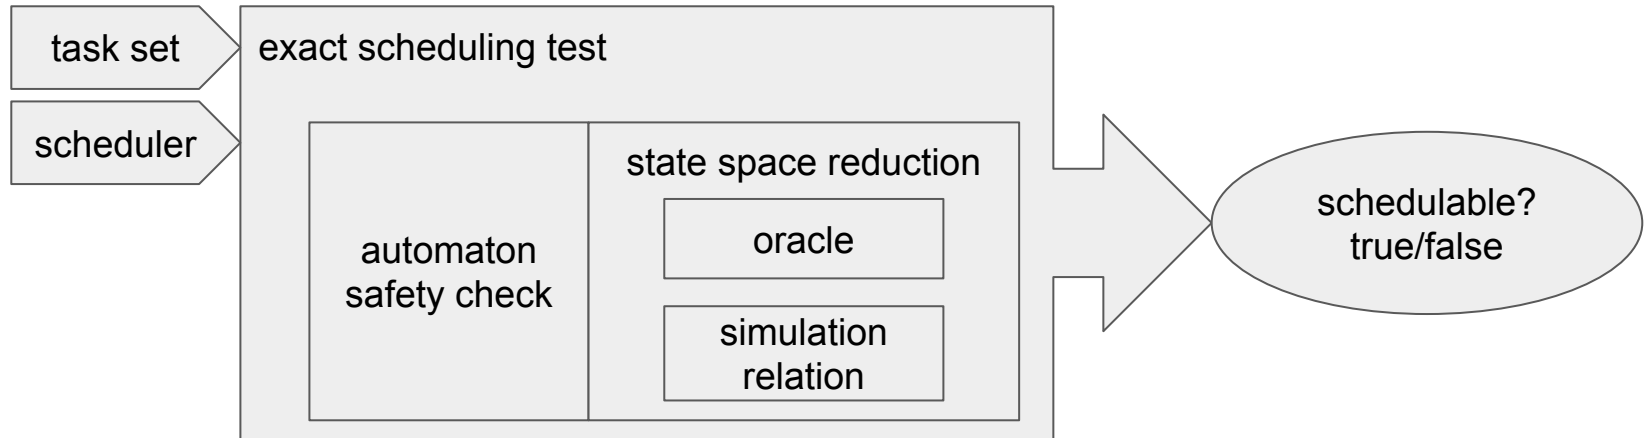 task set
exact scheduling test
scheduler
automaton
safety check
state space reduction
oracle
simulation
relation
schedulable?
true/false